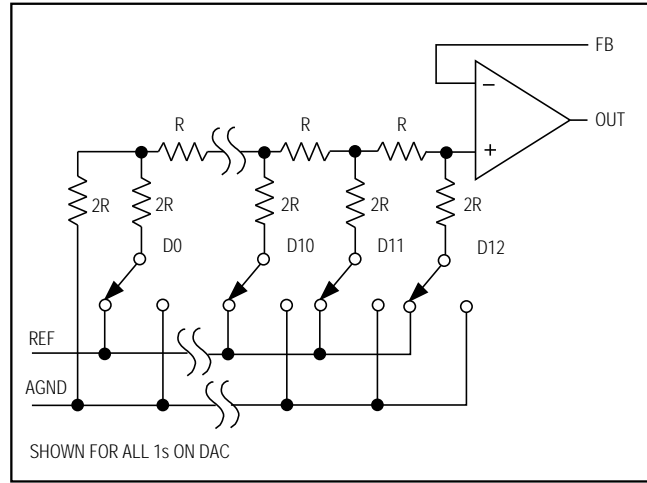 FB
−
OUT
R R R
+
2R 2R 2R 2R 2R
D0 D10 D11 D12
REF
AGND
SHOWN FOR ALL 1s ON DAC